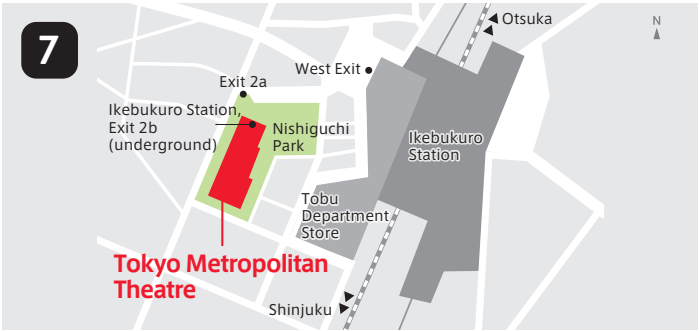 7
Otsuka
N
West Exit
Exit 2a
Ikebukuro Station,
Exit 2b
(underground)
Nishiguchi
Park
Ikebukuro
Station
Tobu
Department
Store
Tokyo Metropolitan
Theatre
Shinjuku